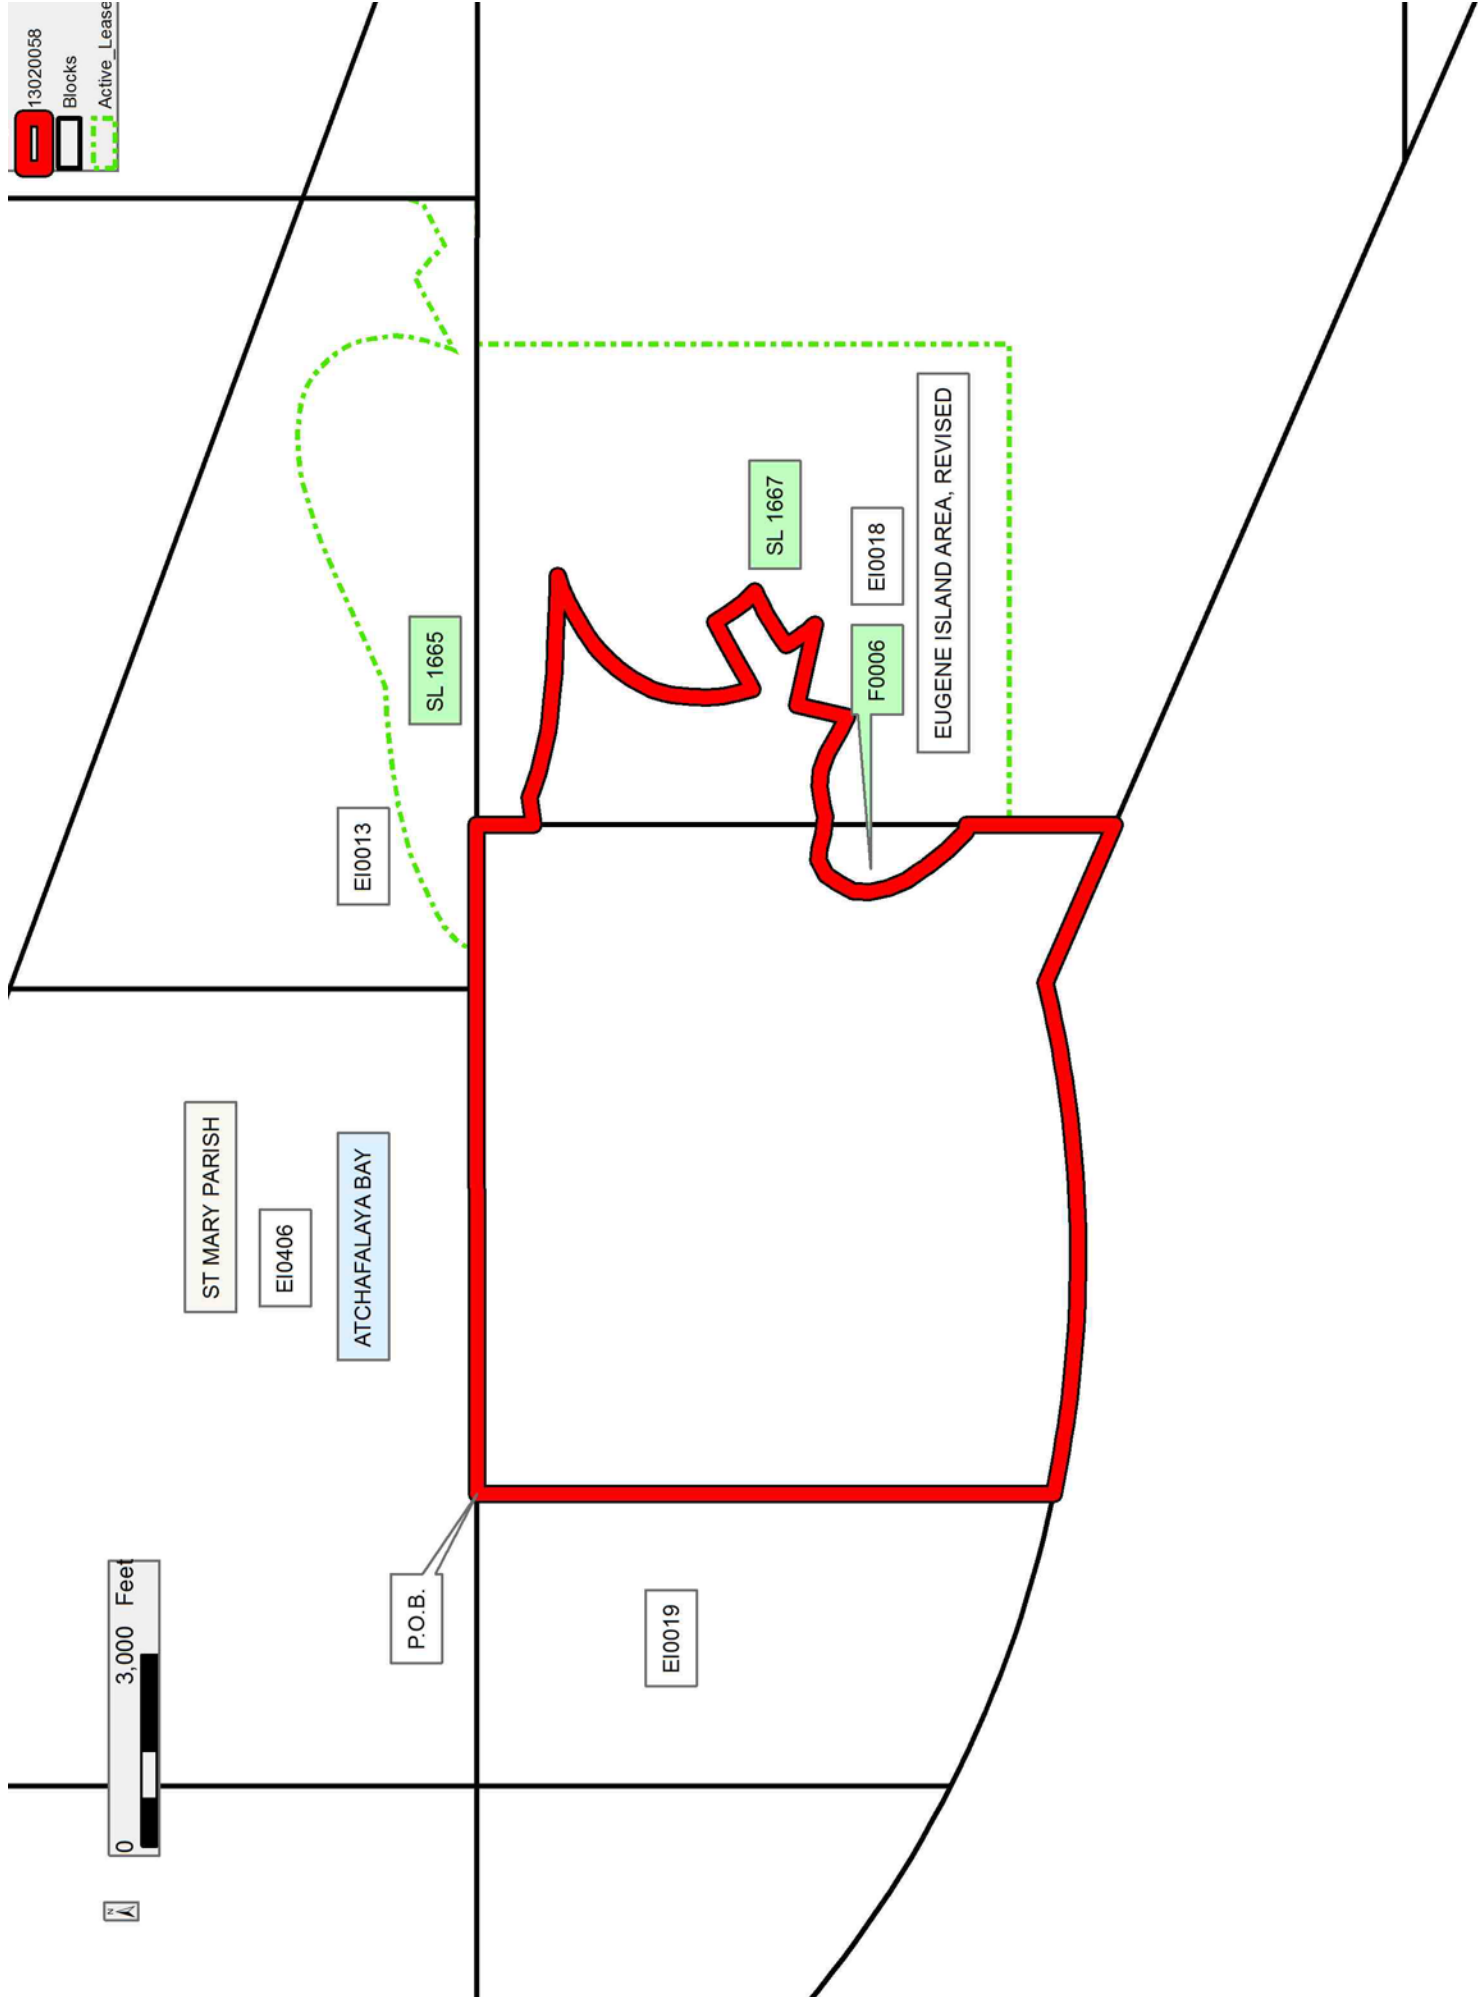 N
0 3,000 Feet
13020058
Blocks
Active_Lease
ST MARY PARISH
EI0406
ATCHAFALAYA BAY
EI0013
SL 1665
P.O.B.
EI0019
SL 1667
F0006
EI0018
EUGENE ISLAND AREA, REVISED